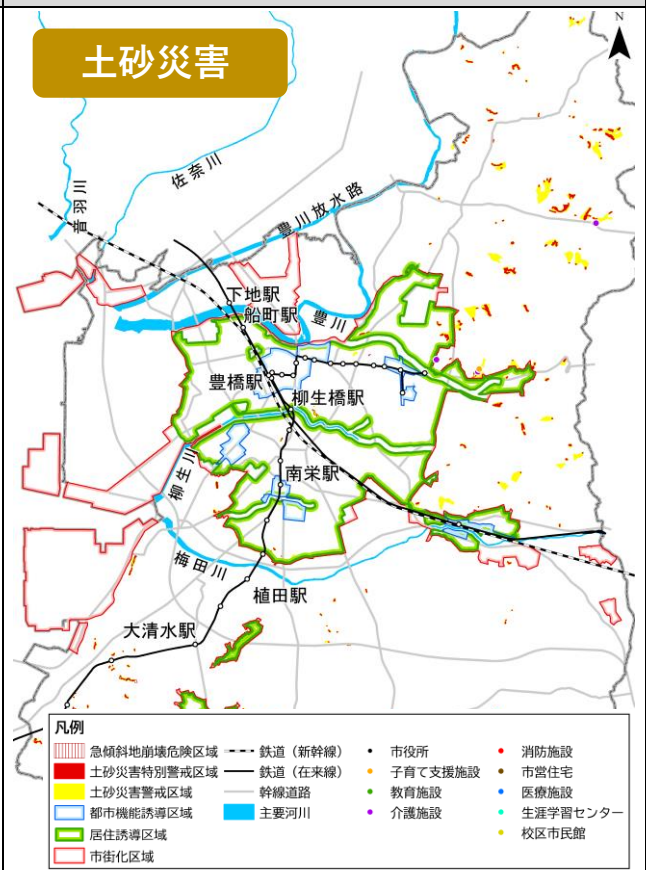 土砂災害
N
佐奈川
音羽川
豊川放水路
下地駅
船町駅
豊川
豊橋駅
柳生橋駅
柳生川
南栄駅
梅田川
植田駅
大清水駅
凡例
急傾斜地崩壊危険区域
土砂災害特別警戒区域
土砂災害警戒区域
都市機能誘導区域
居住誘導区域
市街化区域
鉄道（新幹線）
鉄道（在来線）
幹線道路
主要河川
市役所
子育て支援施設
教育施設
介護施設
消防施設
市営住宅
医療施設
生涯学習センター
校区市民館